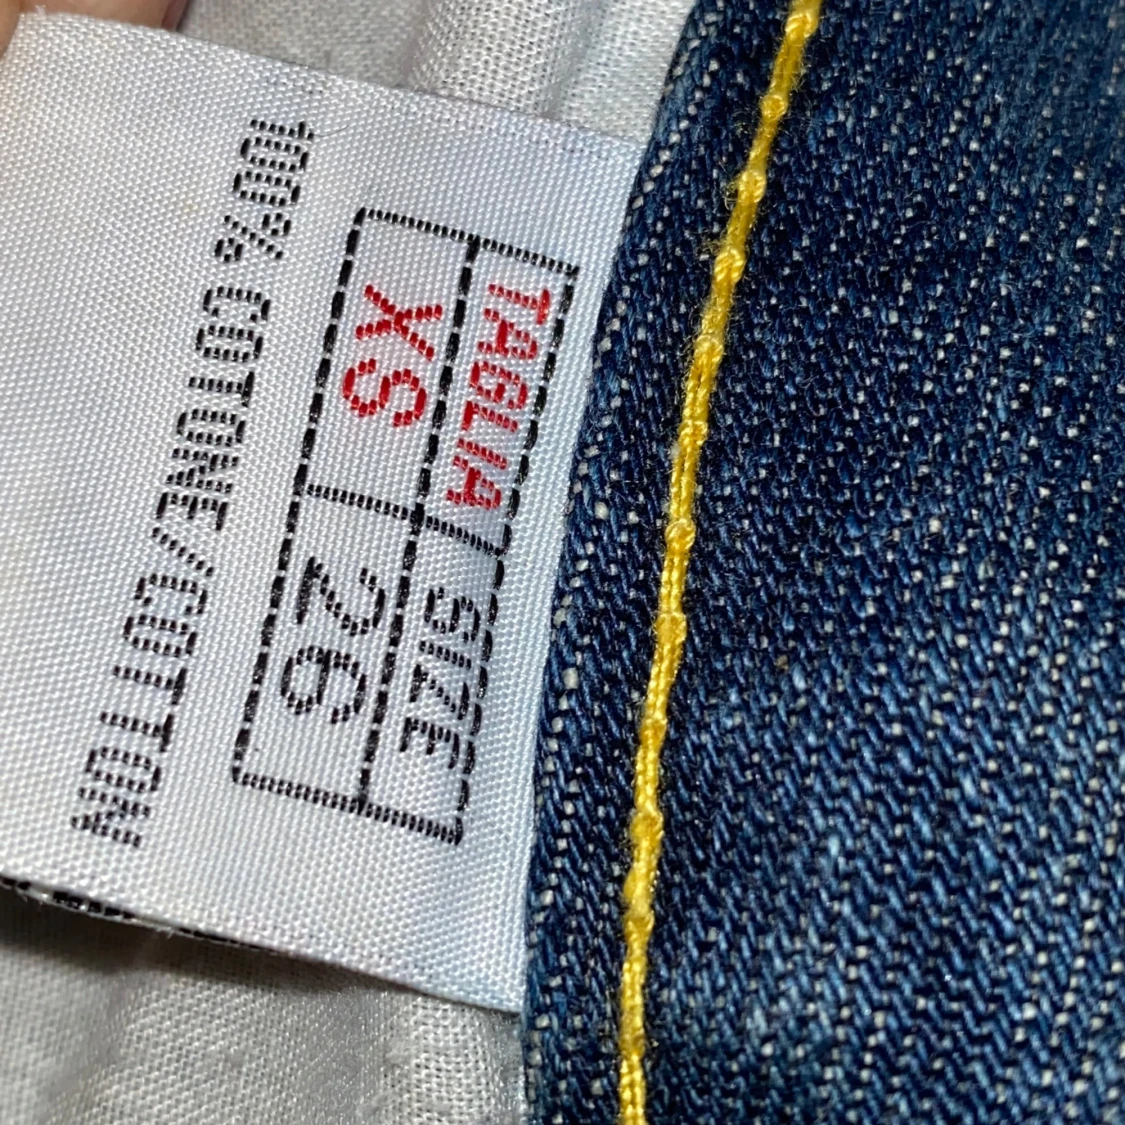 TAGLIA SIZE
XS 26
100% COTONE/COTTON